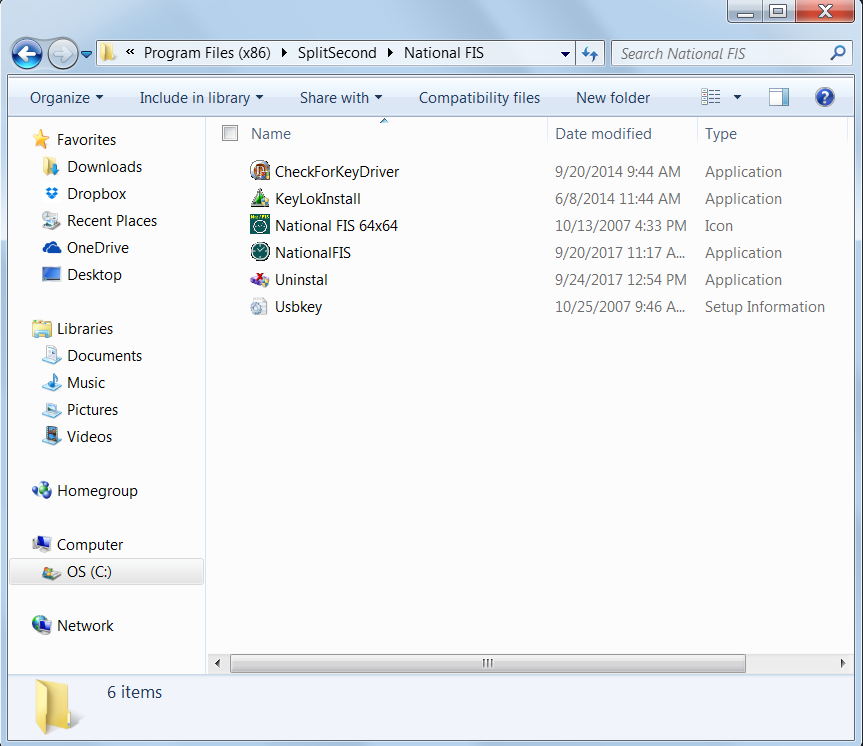 « Program Files (x86) SplitSecond National FIS Search National FIS
Organize Include in library Share with Compatibility files New folder
Favorites
Downloads
Dropbox
Recent Places
OneDrive
Desktop
Libraries
Documents
Music
Pictures
Videos
Homegroup
Computer
OS (C:)
Network
Name Date modified Type
CheckForKeyDriver 9/20/2014 9:44 AM Application
KeyLokInstall 6/8/2014 11:44 AM Application
National FIS 64x64 10/13/2007 4:33 PM Icon
NationalFIS 9/20/2017 11:17 A... Application
Uninstal 9/24/2017 12:54 PM Application
Usbkey 10/25/2007 9:46 A... Setup Information
6 items